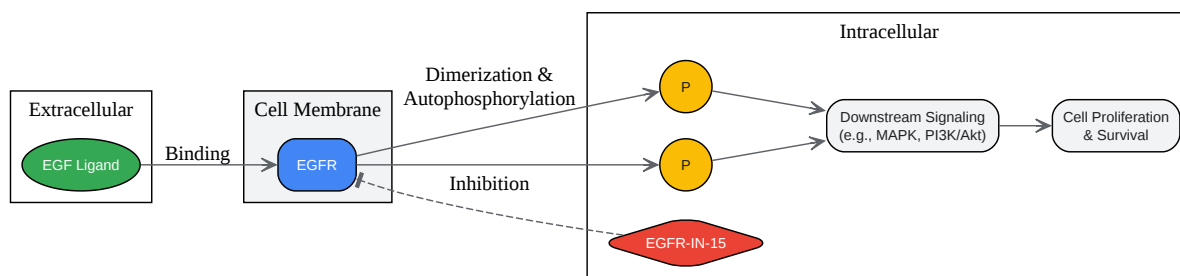 Intracellular
Dimerization &
Autophosphorylation
P
Extracellular
Cell Membrane
Downstream Signaling
(e.g., MAPK, PI3K/Akt)
Cell Proliferation
& Survival
EGF Ligand
Binding
EGFR
P
Inhibition
EGFR-IN-15